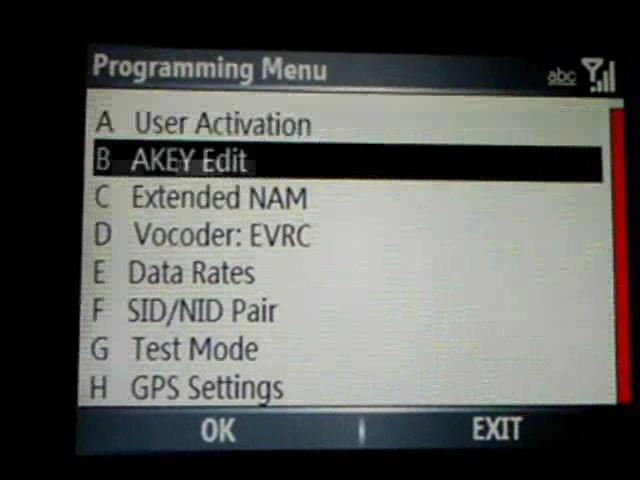 Programming Menu abc
A User Activation
B AKEY Edit
C Extended NAM
D Vocoder: EVRC
E Data Rates
F SID/NID Pair
G Test Mode
H GPS Settings
OK EXIT